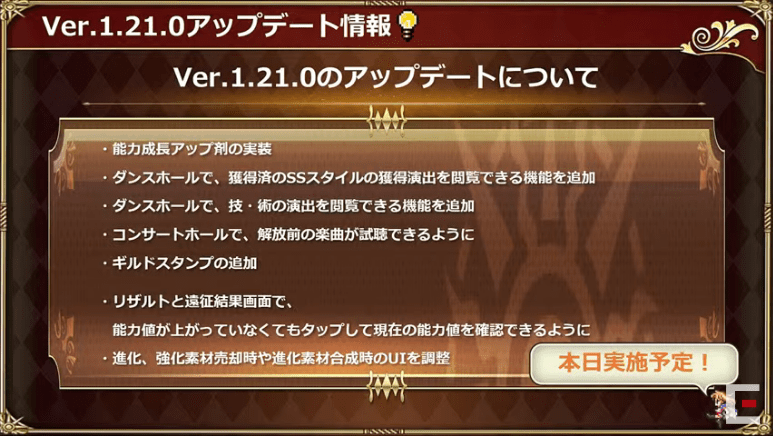 Ver.1.21.0アップデート情報
Ver.1.21.0のアップデートについて
・能力成長アップ剤の実装
・ダンスホールで、獲得済のSSスタイルの獲得演出を閲覧できる機能を追加
・ダンスホールで、技・術の演出を閲覧できる機能を追加
・コンサートホールで、解放前の楽曲が試聴できるように
・ギルドスタンプの追加
・リザルトと遠征結果画面で、
能力値が上がっていなくてもタップして現在の能力値を確認できるように
・進化、強化素材売却時や進化素材合成時のUIを調整
本日実施予定！